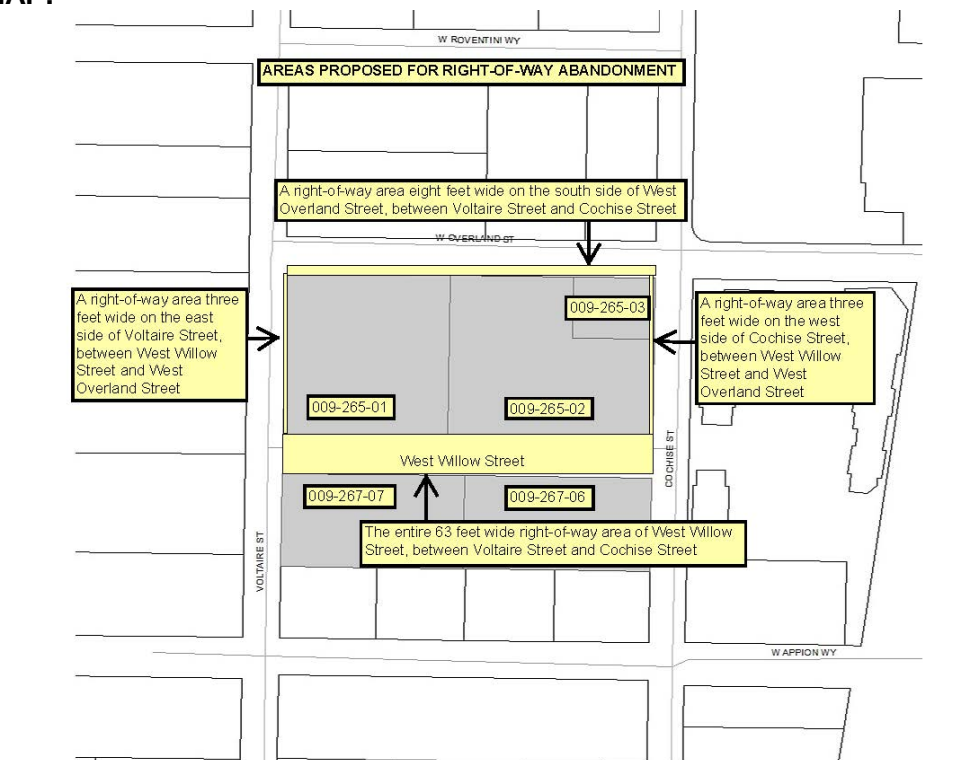 W ROVENTINI WY
AREAS PROPOSED FOR RIGHT-OF-WAY ABANDONMENT
A right-of-way area eight feet wide on the south side of West
Overland Street, between Voltaire Street and Cochise Street
W OVERLAND ST
A right-of-way area three
feet wide on the east
side of Voltaire Street,
between West Willow
Street and West
Overland Street
009-265-03
A right-of-way area three
feet wide on the west
side of Cochise Street,
between West Willow
Street and West
Overland Street
009-265-01
009-265-02
West Willow Street
COCHISE ST
009-267-07
009-267-06
The entire 63 feet wide right-of-way area of West Willow
Street, between Voltaire Street and Cochise Street
VOLTAIRE ST
W APPION WY